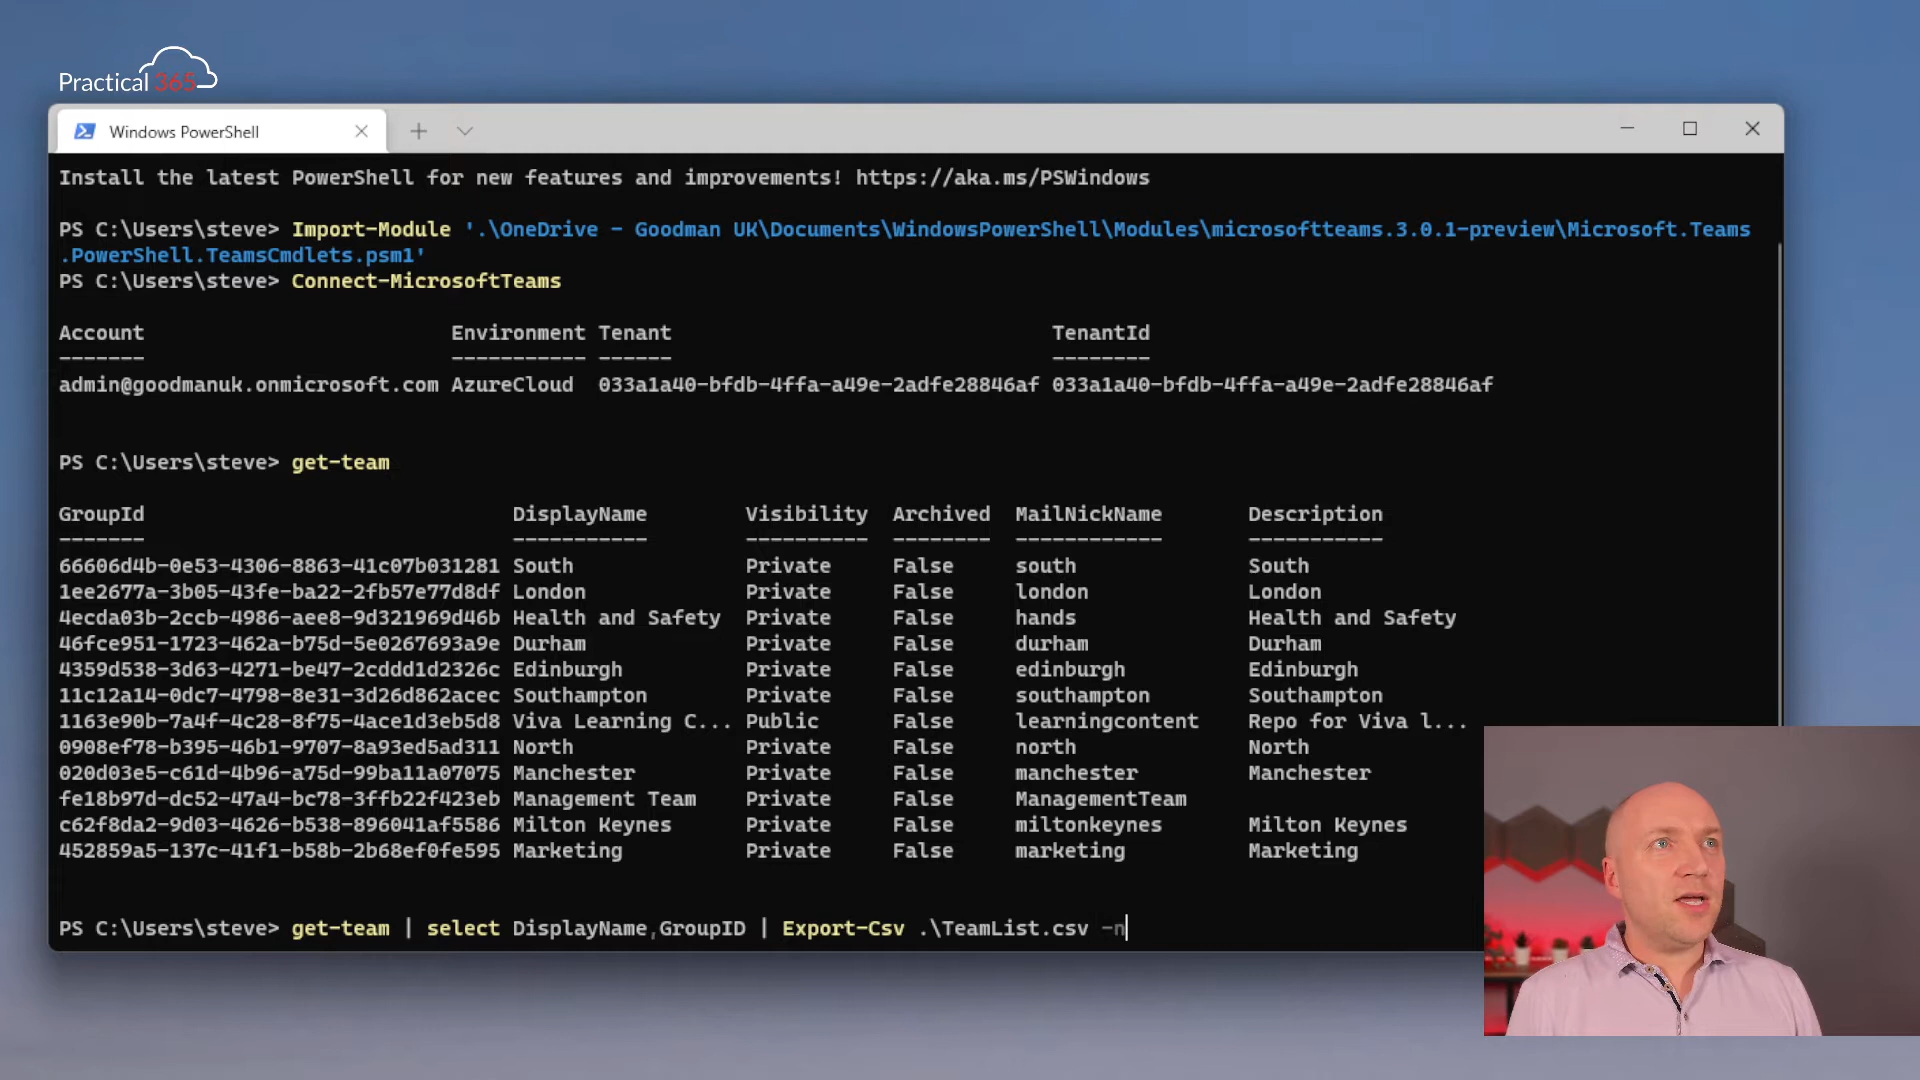 Practical 365
Windows PowerShell
Install the latest PowerShell for new features and improvements! https://aka.ms/PSWindows
PS C:\Users\steve> Import-Module '.\OneDrive - Goodman UK\Documents\WindowsPowerShell\Modules\microsoftteams.3.0.1-preview\Microsoft.Teams
.PowerShell.TeamsCmdlets.psm1'
PS C:\Users\steve> Connect-MicrosoftTeams
Account Environment Tenant TenantId
------- ----------- ------ --------
admin@goodmanuk.onmicrosoft.com AzureCloud 033a1a40-bfdb-4ffa-a49e-2adfe28846af 033a1a40-bfdb-4ffa-a49e-2adfe28846af
PS C:\Users\steve> get-team
GroupId DisplayName Visibility Archived MailNickName Description
------- ----------- ---------- -------- ------------ -----------
66606d4b-0e53-4306-8863-41c07b031281 South Private False south South
1ee2677a-3b05-43fe-ba22-2fb57e77d8df London Private False london London
4ecda03b-2ccb-4986-aee8-9d321969d46b Health and Safety Private False hands Health and Safety
46fce951-1723-462a-b75d-5e0267693a9e Durham Private False durham Durham
4359d538-3d63-4271-be47-2cddd1d2326c Edinburgh Private False edinburgh Edinburgh
11c12a14-0dc7-4798-8e31-3d26d862acec Southampton Private False southampton Southampton
1163e90b-7a4f-4c28-8f75-4ace1d3eb5d8 Viva Learning C... Public False learningcontent Repo for Viva l...
0908ef78-b395-46b1-9707-8a93ed5ad311 North Private False north North
020d03e5-c61d-4b96-a75d-99ba11a07075 Manchester Private False manchester Manchester
fe18b97d-dc52-47a4-bc78-3ffb22f423eb Management Team Private False ManagementTeam
c62f8da2-9d03-4626-b538-896041af5586 Milton Keynes Private False miltonkeynes Milton Keynes
452859a5-137c-41f1-b58b-2b68ef0fe595 Marketing Private False marketing Marketing
PS C:\Users\steve> get-team | select DisplayName,GroupID | Export-Csv .\TeamList.csv -n